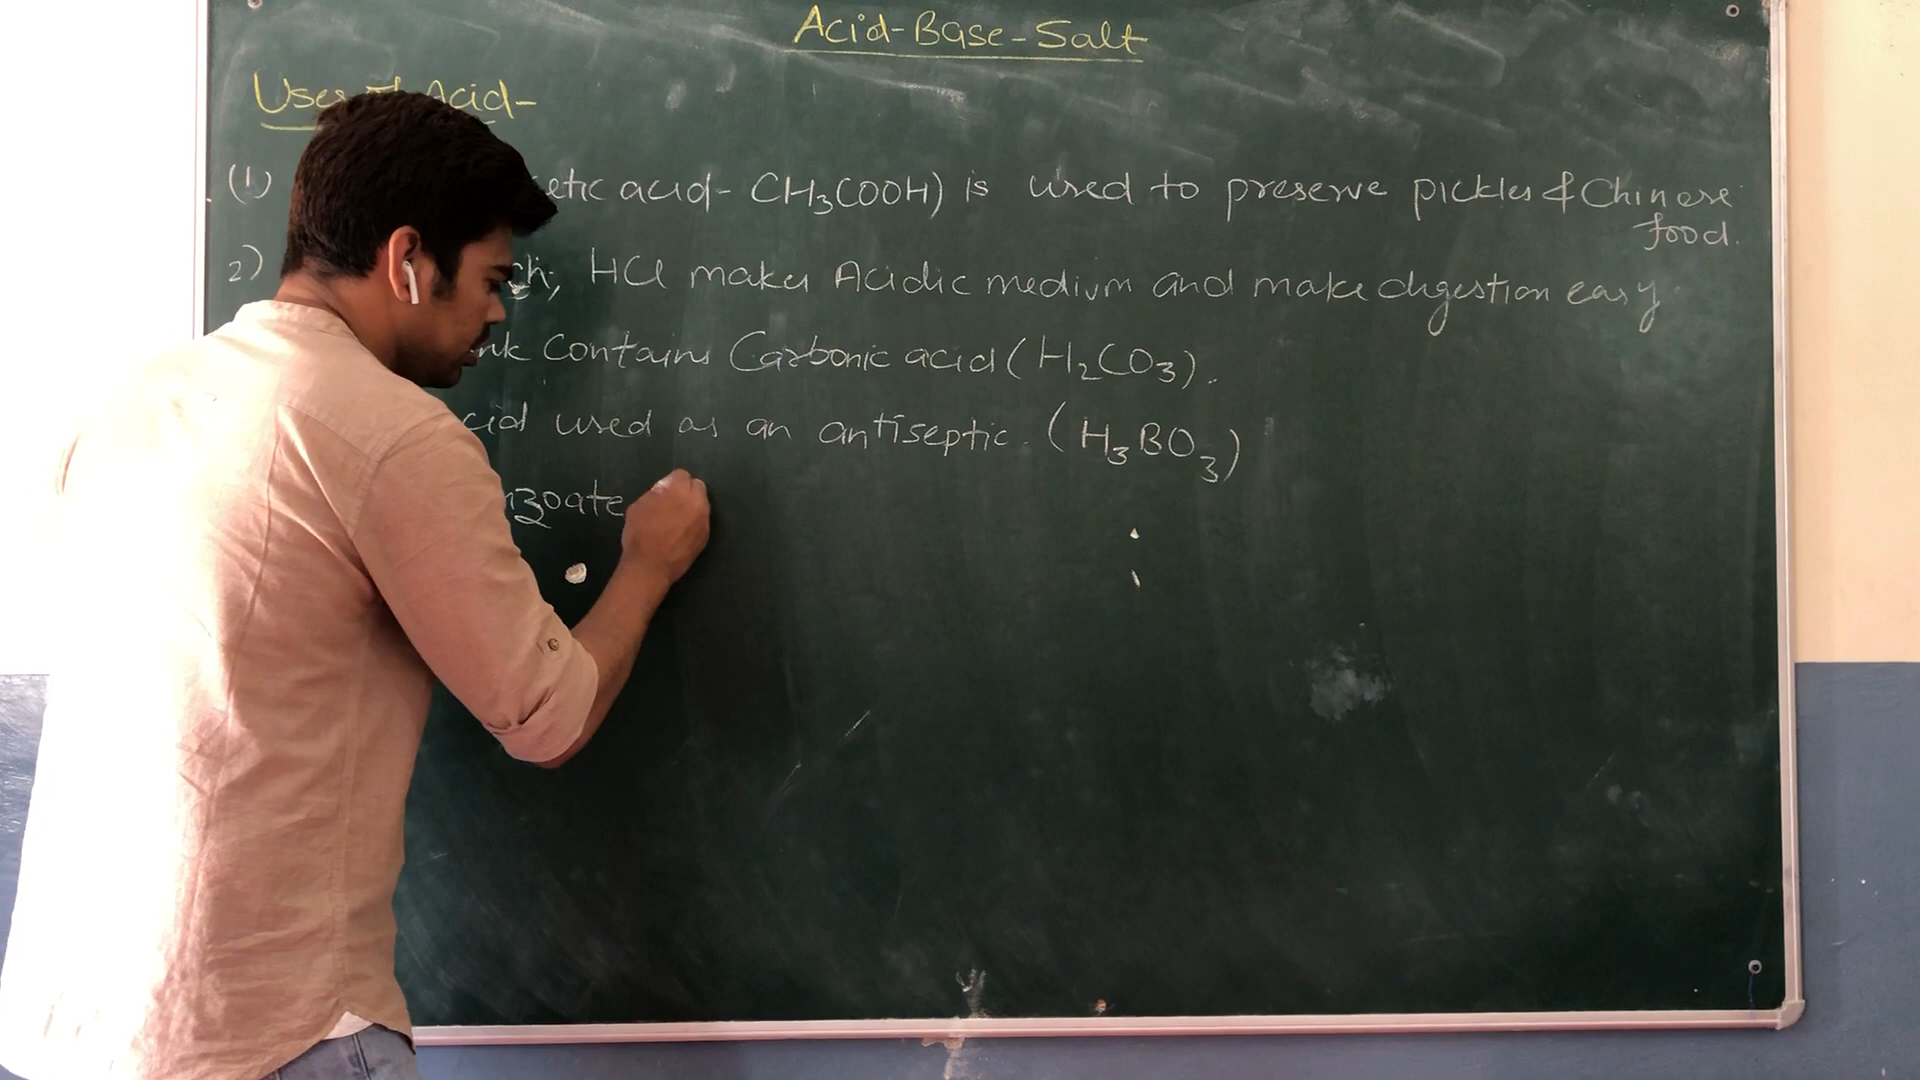 Acid-Base-Salt
Uses of Acid-
(1) etic acid- CH3COOH) is used to preserve pickles & Chinese
food.
2) ch, HCl makes Acidic medium and make digestion easy
nk Contains Carbonic acid (H2CO3).
cid used as an antiseptic. (H3BO3)
nzoate